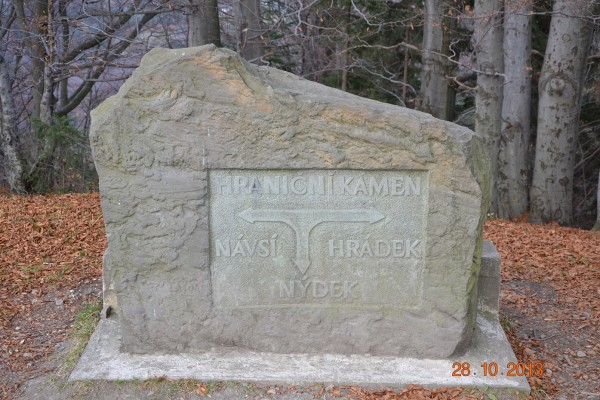 HRANIČNÍ KÁMEN
NÁVSÍ HRÁDEK
NÝDEK
28.10.2013